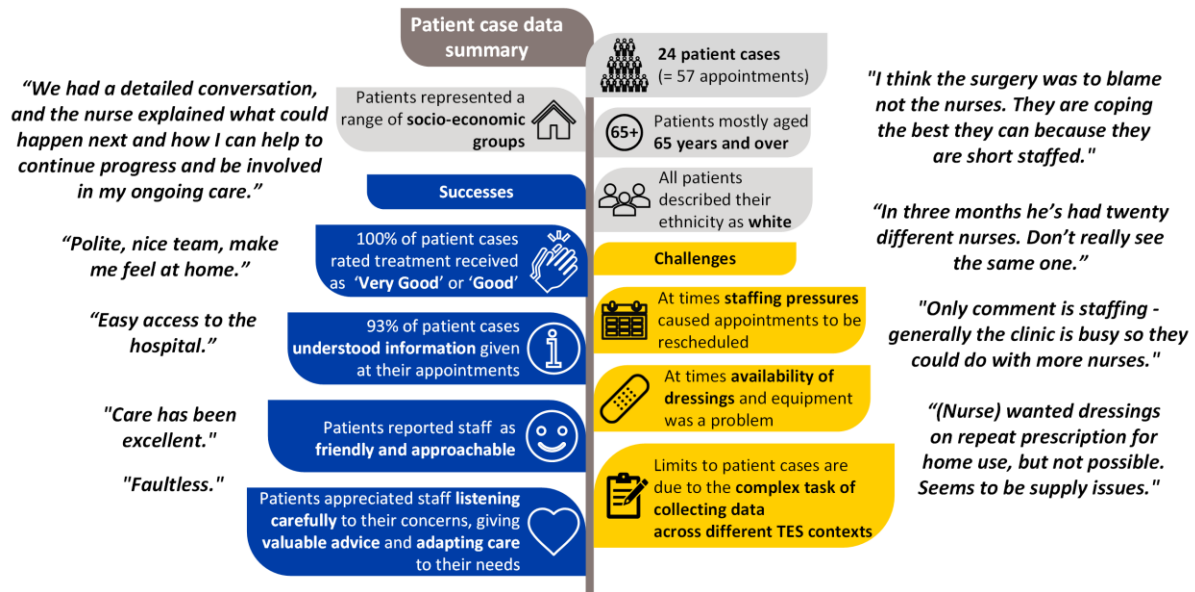 Patient case data
summary
24 patient cases
(= 57 appointments)
Patients represented a
range of socio-economic
groups
65+
Patients mostly aged
65 years and over
All patients
described their
ethnicity as white
“We had a detailed conversation,
and the nurse explained what could
happen next and how I can help to
continue progress and be involved
in my ongoing care.”
“Polite, nice team, make
me feel at home.”
“Easy access to the
hospital.”
"Care has been
excellent."
"Faultless."
Successes
100% of patient cases
rated treatment received
as ‘Very Good’ or ‘Good’
93% of patient cases
understood information given
at their appointments
i
Patients reported staff as
friendly and approachable
Patients appreciated staff listening
carefully to their concerns, giving
valuable advice and adapting care
to their needs
Challenges
At times staffing pressures
caused appointments to be
rescheduled
At times availability of
dressings and equipment
was a problem
Limits to patient cases are
due to the complex task of
collecting data
across different TES contexts
"I think the surgery was to blame
not the nurses. They are coping
the best they can because they
are short staffed."
“In three months he’s had twenty
different nurses. Don’t really see
the same one.”
"Only comment is staffing -
generally the clinic is busy so they
could do with more nurses."
“(Nurse) wanted dressings
on repeat prescription for
home use, but not possible.
Seems to be supply issues."